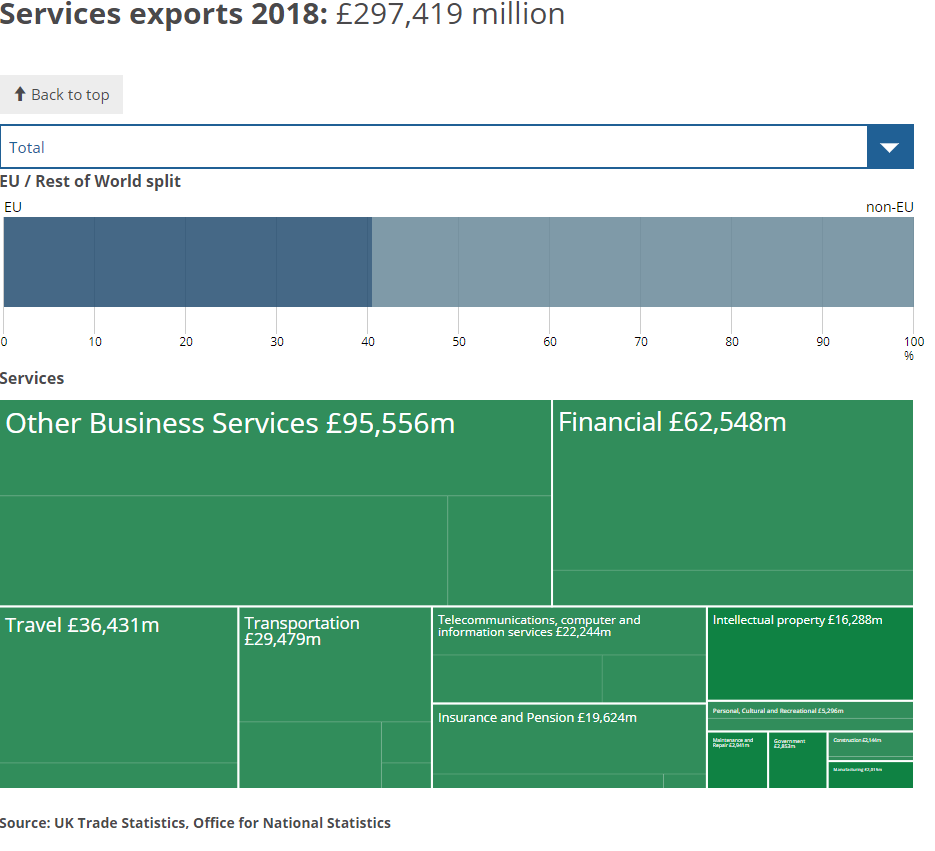 Services exports 2018: £297,419 million
Back to top
Total
EU / Rest of World split
EU
non-EU
0 10 20 30 40 50 60 70 80 90 100
%
Services
Other Business Services £95,556m
Financial £62,548m
Travel £36,431m
Transportation
£29,479m
Telecommunications, computer and
information services £22,244m
Insurance and Pension £19,624m
Intellectual property £16,288m
Personal, Cultural and Recreational £5,296m
Maintenance and
Repair £2,941m
Government
£2,852m
Construction
Manufacturing
Source: UK Trade Statistics, Office for National Statistics